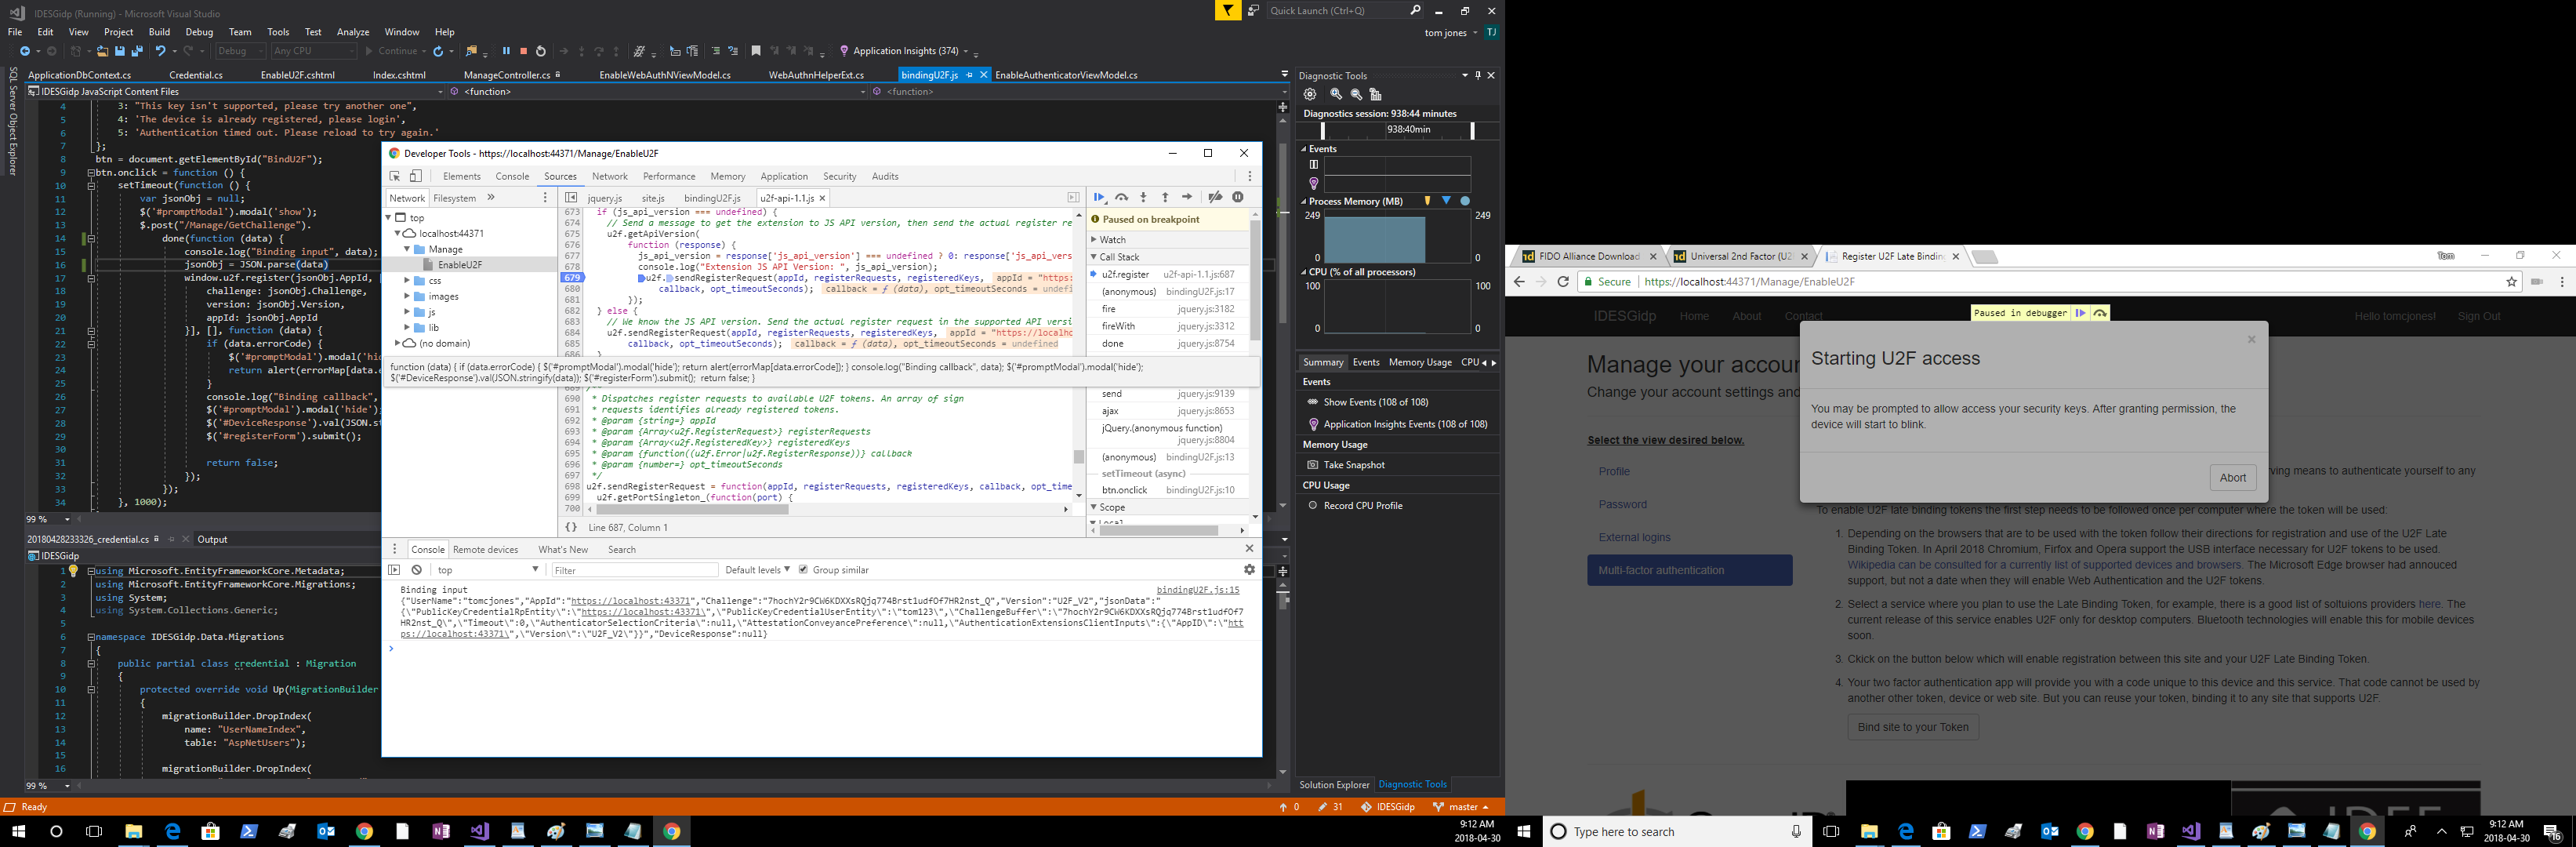 IDESGidp (Running) - Microsoft Visual Studio
Quick Launch (Ctrl+Q)
File Edit View Project Build Debug Team Tools Test Analyze Window Help
tom jones TJ
Debug Any CPU Continue Application Insights (374)
SQL Server Object Explorer
ApplicationDbContext.cs Credential.cs EnableU2F.cshtml Index.cshtml ManageController.cs EnableWebAuthNViewModel.cs WebAuthnHelperExt.cs bindingU2F.js EnableAuthenticatorViewModel.cs
IDESGidp JavaScript Content Files <function> <function>
4 3: "This key isn't supported, please try another one",
5 4: 'The device is already registered, please login',
6 5: 'Authentication timed out. Please reload to try again.'
7 };
8 btn = document.getElementById("BindU2F");
9 btn.onclick = function () {
10 setTimeout(function () {
11 var jsonObj = null;
12 $('#promptModal').modal('show');
13 $.post("/Manage/GetChallenge").
14 done(function (data) {
15 console.log("Binding input", data);
16 jsonObj = JSON.parse(data)
17 window.u2f.register(jsonObj.AppId,
18 challenge: jsonObj.Challenge,
19 version: jsonObj.Version,
20 appId: jsonObj.AppId
21 }], [], function (data) {
22 if (data.errorCode) {
23 $('#promptModal').modal('hid
24 return alert(errorMap[data.e
25 }
26 console.log("Binding callback",
27 $('#promptModal').modal('hide');
28 $('#DeviceResponse').val(JSON.st
29 $('#registerForm').submit();
30
31 return false;
32 });
33 });
34 }, 1000);
99 %
20180428233326_credential.cs Output
IDESGidp
1 using Microsoft.EntityFrameworkCore.Metadata;
2 using Microsoft.EntityFrameworkCore.Migrations;
3 using System;
4 using System.Collections.Generic;
5
6 namespace IDESGidp.Data.Migrations
7 {
8 public partial class credential : Migration
9 {
10 protected override void Up(MigrationBuilder
11 {
12 migrationBuilder.DropIndex(
13 name: "UserNameIndex",
14 table: "AspNetUsers");
15
16 migrationBuilder.DropIndex(
99 %
Ready
0 31 IDESGidp master
Developer Tools - https://localhost:44371/Manage/EnableU2F
Elements Console Sources Network Performance Memory Application Security Audits
Network Filesystem »
top
localhost:44371
Manage
EnableU2F
css
images
js
lib
(no domain)
jquery.js site.js bindingU2F.js u2f-api-1.1.js
673 if (js_api_version === undefined) {
674 // Send a message to get the extension to JS API version, then send the actual register re
675 u2f.getApiVersion(
676 function (response) {
677 js_api_version = response['js_api_version'] === undefined ? 0: response['js_api_versi
678 console.log("Extension JS API Version: ", js_api_version);
679 u2f.sendRegisterRequest(appId, registerRequests, registeredKeys, appId = "https:
680 callback, opt_timeoutSeconds); callback = ƒ (data), opt_timeoutSeconds = undefi
681 });
682 } else {
683 // We know the JS API version. Send the actual register request in the supported API versi
684 u2f.sendRegisterRequest(appId, registerRequests, registeredKeys, appId = "https://localho
685 callback, opt_timeoutSeconds); callback = ƒ (data), opt_timeoutSeconds = undefined
686 }
function (data) { if (data.errorCode) { $('#promptModal').modal('hide'); return alert(errorMap[data.errorCode]); } console.log("Binding callback", data); $('#promptModal').modal('hide');
$('#DeviceResponse').val(JSON.stringify(data)); $('#registerForm').submit(); return false; }
689 /**
690 * Dispatches register requests to available U2F tokens. An array of sign
691 * requests identifies already registered tokens.
692 * @param {string=} appId
693 * @param {Array<u2f.RegisterRequest>} registerRequests
694 * @param {Array<u2f.RegisteredKey>} registeredKeys
695 * @param {function((u2f.Error|u2f.RegisterResponse))} callback
696 * @param {number=} opt_timeoutSeconds
697 */
698 u2f.sendRegisterRequest = function(appId, registerRequests, registeredKeys, callback, opt_time
699 u2f.getPortSingleton_(function(port) {
700
{} Line 687, Column 1
Paused on breakpoint
Watch
Call Stack
u2f.register u2f-api-1.1.js:687
(anonymous) bindingU2F.js:17
fire jquery.js:3182
fireWith jquery.js:3312
done jquery.js:8754
send jquery.js:9139
ajax jquery.js:8653
jQuery.(anonymous function)
jquery.js:8804
(anonymous) bindingU2F.js:13
setTimeout (async)
btn.onclick bindingU2F.js:10
Scope
Local
Console Remote devices What's New Search
top Filter Default levels Group similar
Binding input bindingU2F.js:15
{"UserName":"tomcjones","AppId":"https://localhost:43371","Challenge":"7hochY2r9CW6KDXXsRQjq774Brst1udfOf7HR2nst_Q","Version":"U2F_V2","jsonData":"
{\"PublicKeyCredentialRpEntity\":\"https://localhost:43371\",\"PublicKeyCredentialUserEntity\":\"tom123\",\"ChallengeBuffer\":\"7hochY2r9CW6KDXXsRQjq774Brst1udfOf7
HR2nst_Q\",\"Timeout\":0,\"AuthenticatorSelectionCriteria\":null,\"AttestationConveyancePreference\":null,\"AuthenticationExtensionsClientInputs\":{\"AppID\":\"htt
ps://localhost:43371\",\"Version\":\"U2F_V2\"}}","DeviceResponse":null}
>
Diagnostic Tools
Diagnostics session: 938:44 minutes
938:40min
Events
Process Memory (MB)
249 249
0 0
CPU (% of all processors)
100 100
0 0
Summary Events Memory Usage CPU
Events
Show Events (108 of 108)
Application Insights Events (108 of 108)
Memory Usage
Take Snapshot
CPU Usage
Record CPU Profile
Solution Explorer Diagnostic Tools
9:12 AM
2018-04-30
FIDO Alliance Download Universal 2nd Factor (U2 Register U2F Late Bindin
Tom
Secure https://localhost:44371/Manage/EnableU2F
Paused in debugger
IDESGidp Home About Contact Hello tomcjones! Sign Out
Manage your accou
Change your account settings and
Select the view desired below.
Profile
Password
External logins
Multi-factor authentication
Starting U2F access
×
You may be prompted to allow access your security keys. After granting permission, the
device will start to blink.
Abort
ving means to authenticate yourself to any
To enable U2F late binding tokens the first step needs to be followed once per computer where the token will be used:
1. Depending on the browsers that are to be used with the token follow their directions for registration and use of the U2F Late
Binding Token. In April 2018 Chromium, Firfox and Opera support the USB interface necessary for U2F tokens to be used.
Wikipedia can be consulted for a currently list of supported devices and browsers. The Microsoft Edge browser had annouced
support, but not a date when they will enable Web Authentication and the U2F tokens.
2. Select a service where you plan to use the Late Binding Token, for example, there is a good list of soltuions providers here. The
current release of this service enables U2F only for desktop computers. Bluetooth technologies will enable this for mobile devices
soon.
3. Ckick on the button below which will enable registration between this site and your U2F Late Binding Token.
4. Your two factor authentication app will provide you with a code unique to this device and this service. That code cannot be used by
another other token, device or web site. But you can reuse your token, binding it to any site that supports U2F.
Bind site to your Token
Type here to search
9:12 AM
2018-04-30
16